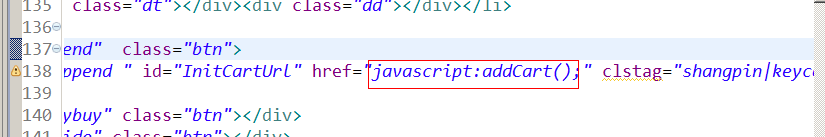 135 class="dt"></div><div class="dd"></div></li>
136
137 end" class="btn">
138 ppend " id="InitCartUrl" href="javascript:addCart();" clstag="shangpin|keyco
139
140 ybuy" class="btn"></div>
141 ide" class="btn"></div>